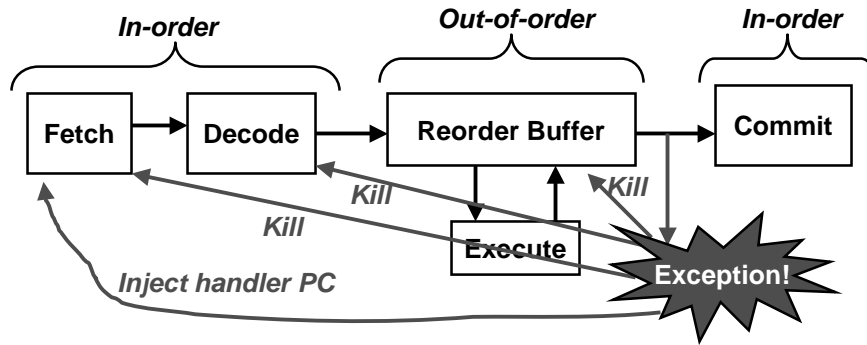 In-order
Out-of-order
In-order
Fetch
Decode
Reorder Buffer
Commit
Kill
Kill
Kill
Execute
Exception!
Inject handler PC